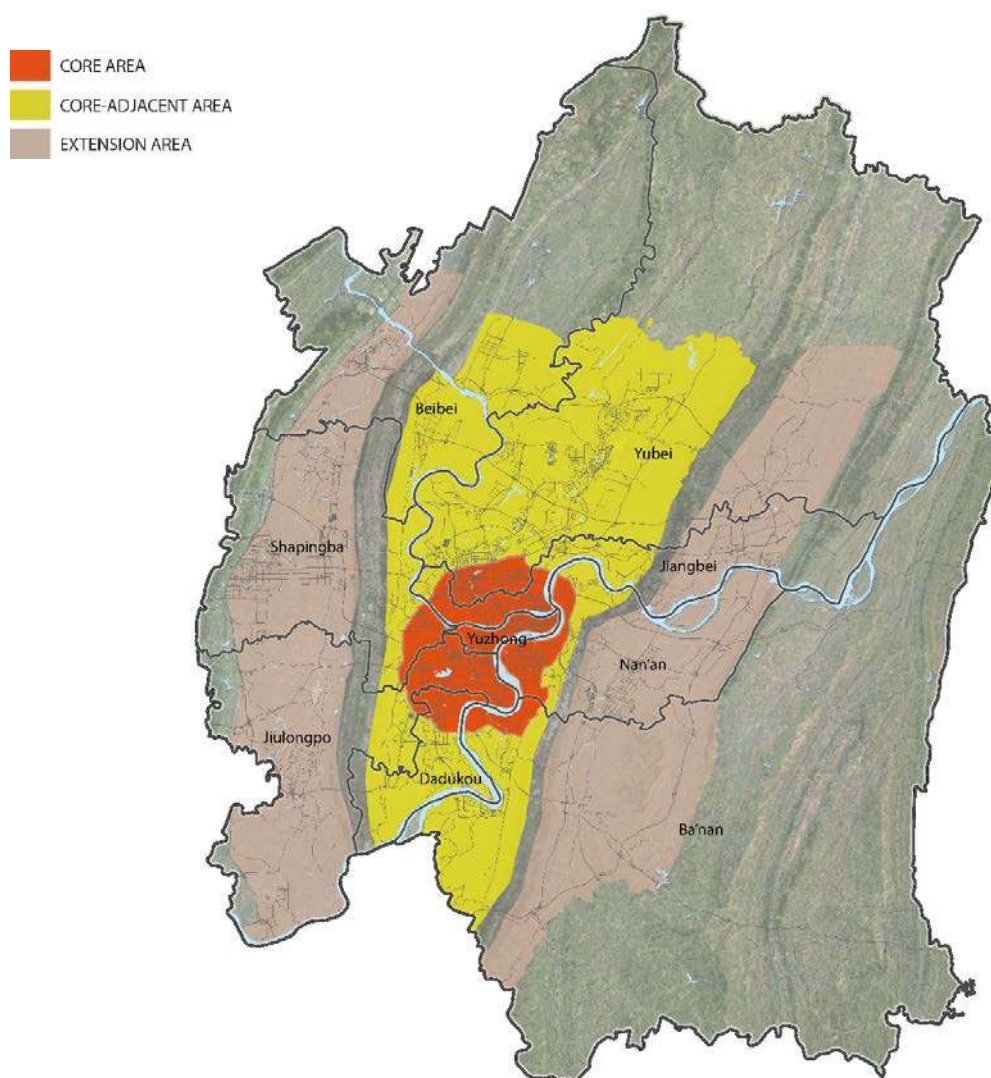 CORE AREA
CORE-ADJACENT AREA
EXTENSION AREA
Beibei
Yubei
Shapingba
Jiangbei
Yuzhong
Nan'an
Jiulongpo
Dadukou
Ba'nan